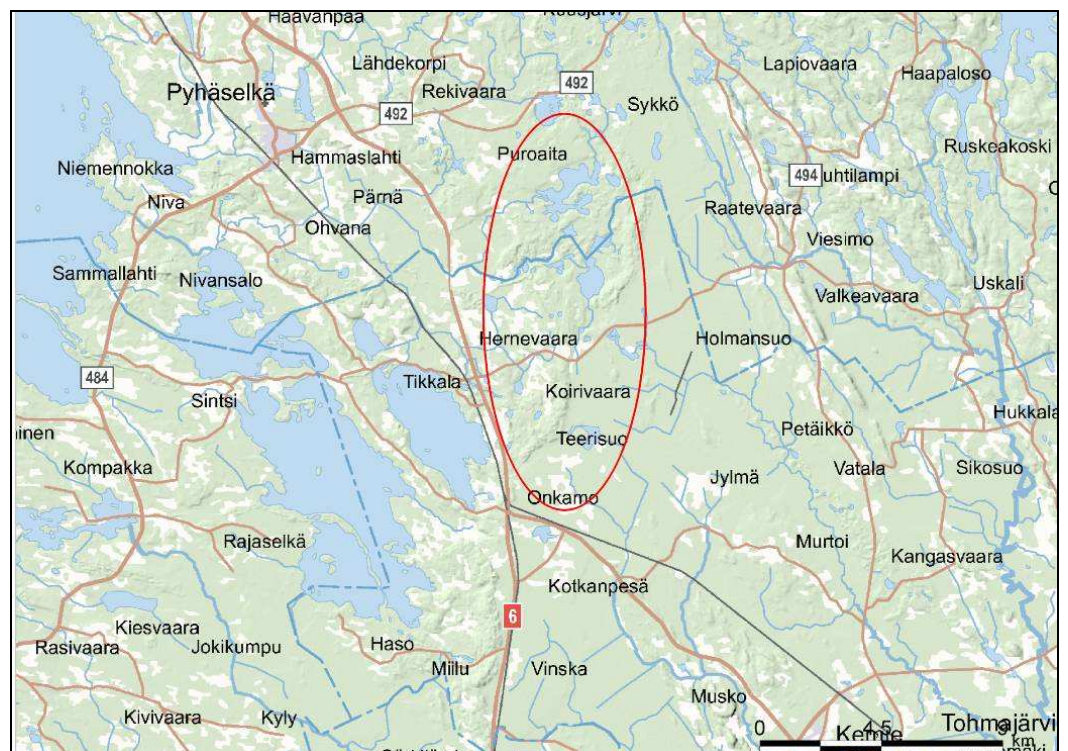 Haavanpaa
Lähdekorpi
Lapiovaara
Haapaloso
Pyhäselkä
Rekivaara
492
492
Sykkö
Hammaslahti
Puroaita
Ruskeakoski
Niemennokka
494
uhtilampi
Niva
Pärnä
Raatevaara
Ohvana
Viesimo
Sammallahti
Nivansalo
Uskali
Valkeavaara
Hernevaara
Holmansuo
484
Tikkala
Sintsi
Koirivaara
Hukkala
inen
Teerisuo
Petäikkö
Kompakka
Jylmä
Vatala
Sikosuo
Onkamo
Rajaselkä
Murtoi
Kangasvaara
Kotkanpesä
6
Kiesvaara
Rasivaara
Jokikumpu
Haso
Miilu
Vinska
Musko
Kivivaara
Kyly
Tohmajärvi
0
4,5
9
km
Kemie